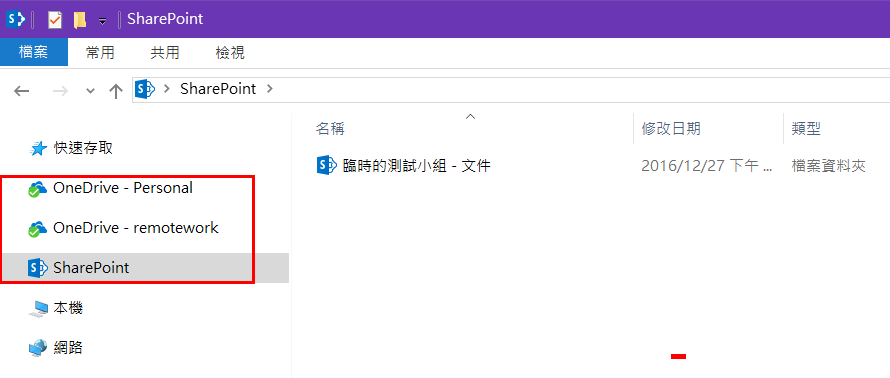 SharePoint
檔案 常用 共用 檢視
SharePoint
名稱 修改日期 類型
快速存取
臨時的測試小組 - 文件 2016/12/27 下午 ... 檔案資料夾
OneDrive - Personal
OneDrive - remotework
SharePoint
本機
網路